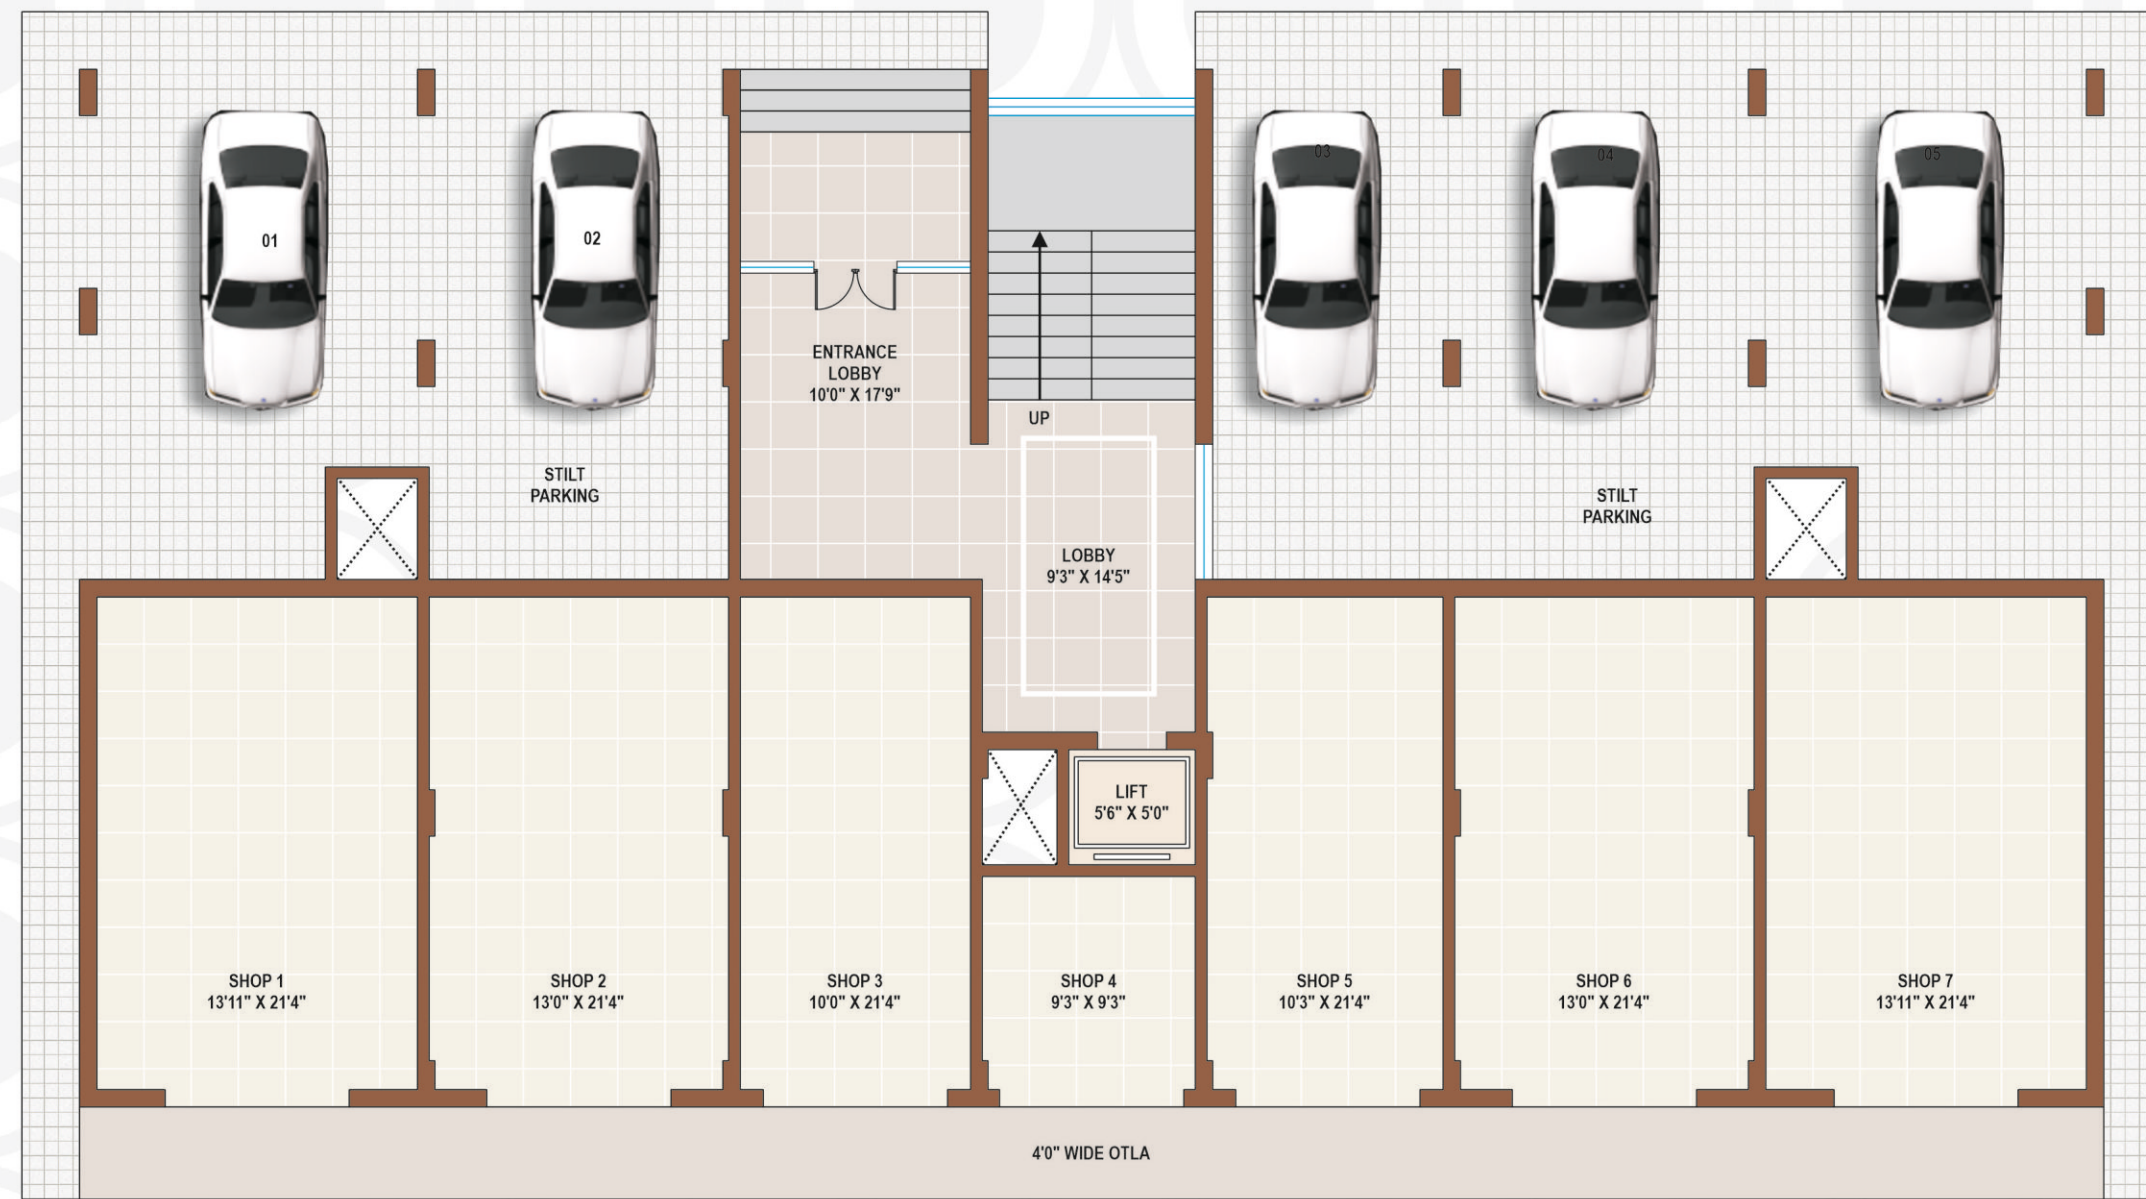 03
04
05
01
02
ENTRANCE
LOBBY
10'0" X 17'9"
UP
STILT
PARKING
STILT
PARKING
LOBBY
9'3" X 14'5"
LIFT
5'6" X 5'0"
SHOP 1
13'11" X 21'4"
SHOP 2
13'0" X 21'4"
SHOP 3
10'0" X 21'4"
SHOP 4
9'3" X 9'3"
SHOP 5
10'3" X 21'4"
SHOP 6
13'0" X 21'4"
SHOP 7
13'11" X 21'4"
4'0" WIDE OTLA